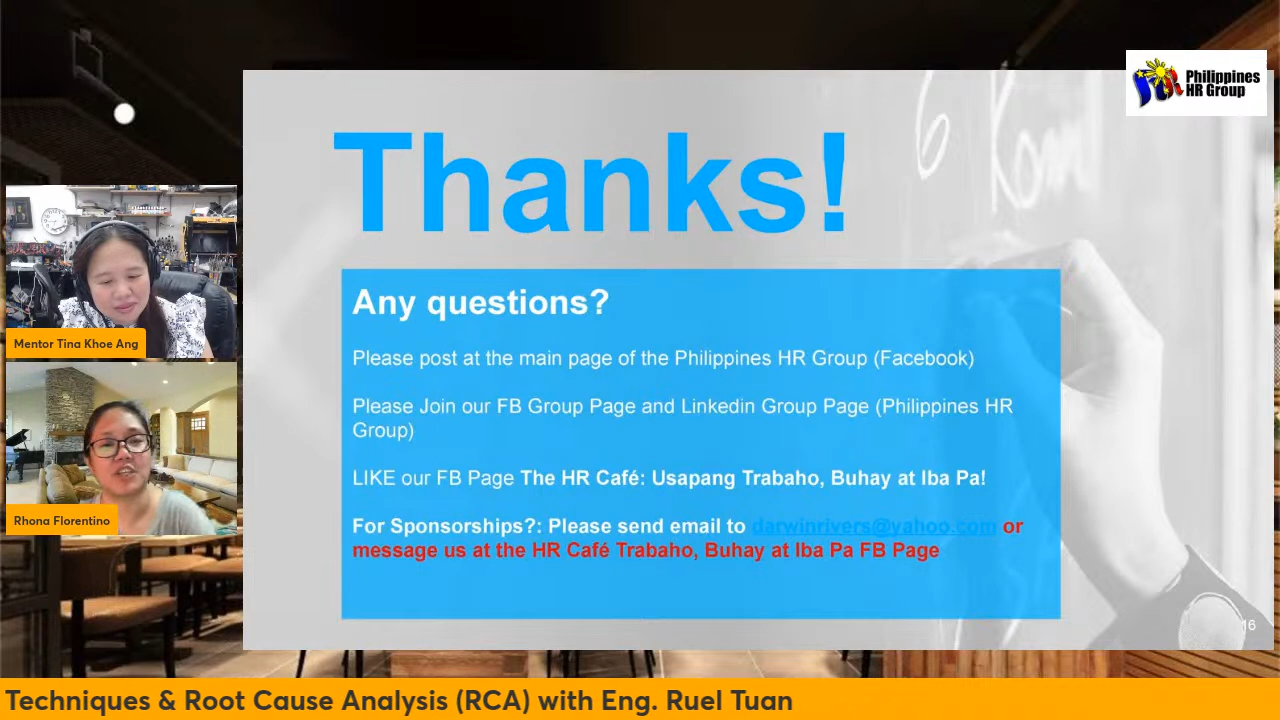 Philippines
HR Group
Thanks!
6 Kom
Any questions?
Please post at the main page of the Philippines HR Group (Facebook)
Please Join our FB Group Page and Linkedin Group Page (Philippines HR
Group)
LIKE our FB Page The HR Café: Usapang Trabaho, Buhay at Iba Pa!
For Sponsorships?: Please send email to darwinrivers@yahoo.com or
message us at the HR Café Trabaho, Buhay at Iba Pa FB Page
16
Mentor Tina Khoe Ang
Rhona Florentino
Techniques & Root Cause Analysis (RCA) with Eng. Ruel Tuan